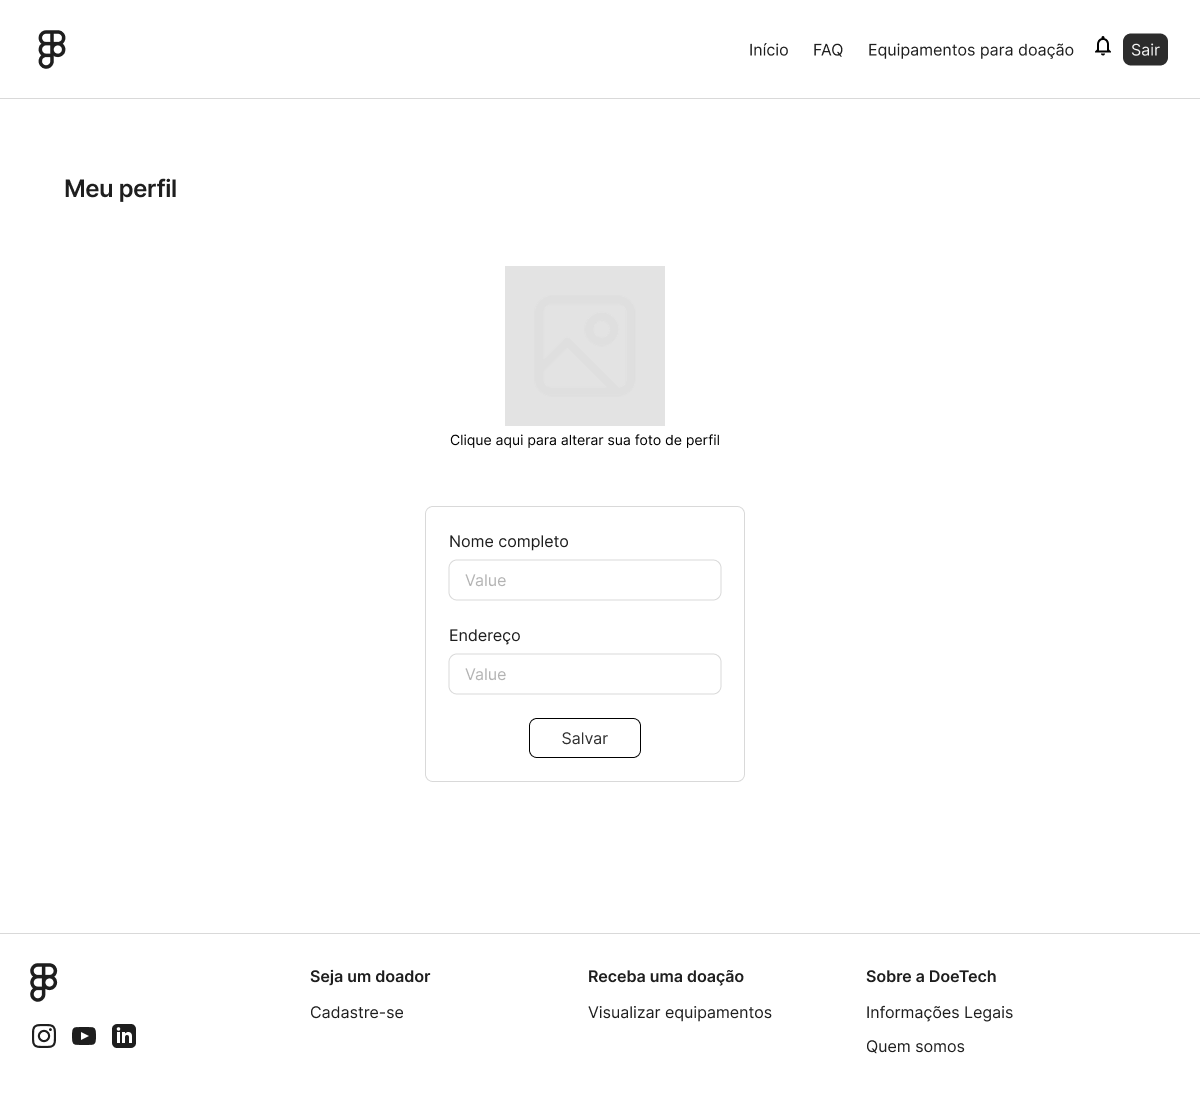 Início FAQ Equipamentos para doação Sair
Meu perfil
Clique aqui para alterar sua foto de perfil
Nome completo
Value
Endereço
Value
Salvar
Seja um doador
Cadastre-se
Receba uma doação
Visualizar equipamentos
Sobre a DoeTech
Informações Legais
Quem somos